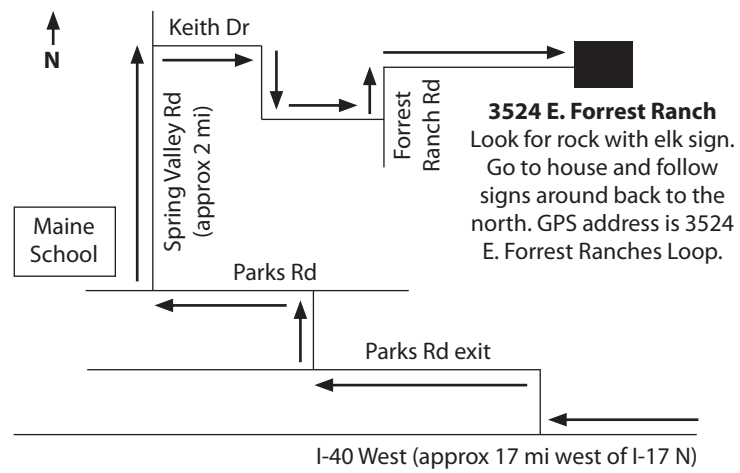 Keith Dr
N
Spring Valley Rd
(approx 2 mi)
Forrest
Ranch Rd
3524 E. Forrest Ranch
Look for rock with elk sign.
Go to house and follow
signs around back to the
north. GPS address is 3524
E. Forrest Ranches Loop.
Maine
School
Parks Rd
Parks Rd exit
I-40 West (approx 17 mi west of I-17 N)